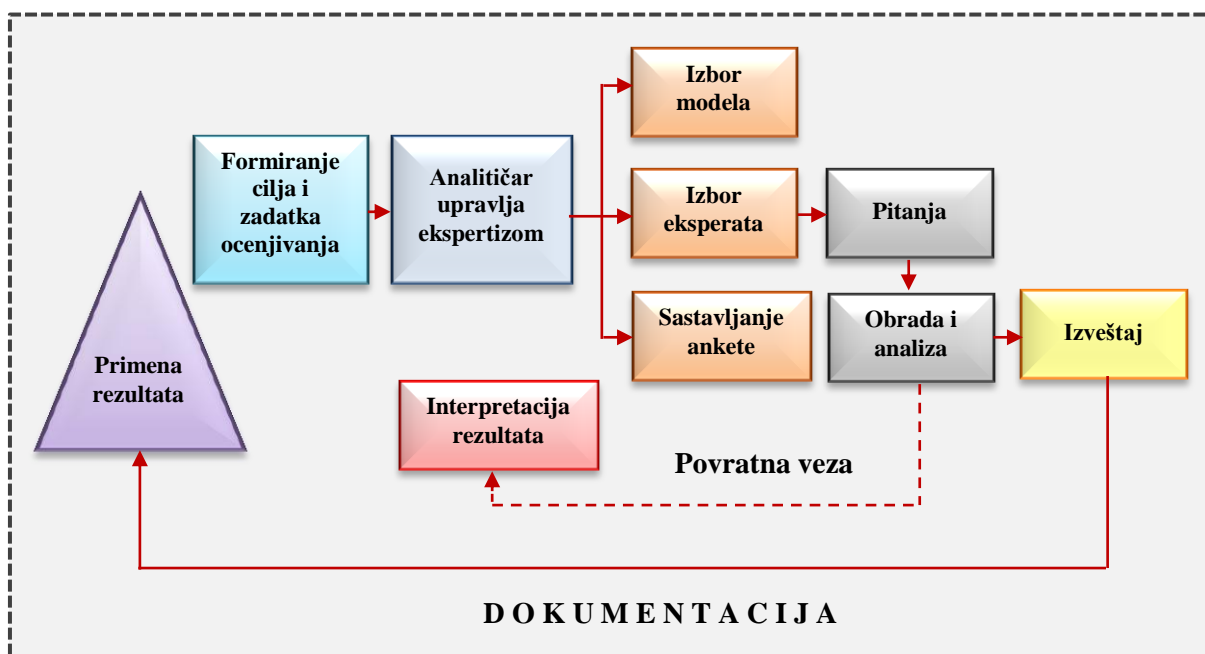 Izbor
modela
Formiranje
cilja i
zadatka
ocenjivanja
Analitičar
upravlja
ekspertizom
Izbor
eksperata
Pitanja
Sastavljanje
ankete
Obrada i
analiza
Izveštaj
Primena
rezultata
Interpretacija
rezultata
Povratna veza
D O K U M E N T A C I J A